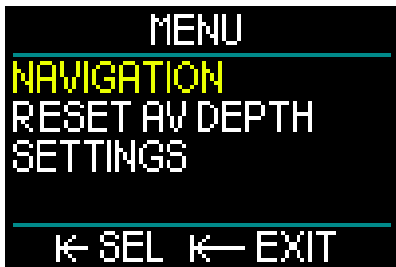 MENU
NAVIGATION
RESET AV DEPTH
SETTINGS
SEL EXIT